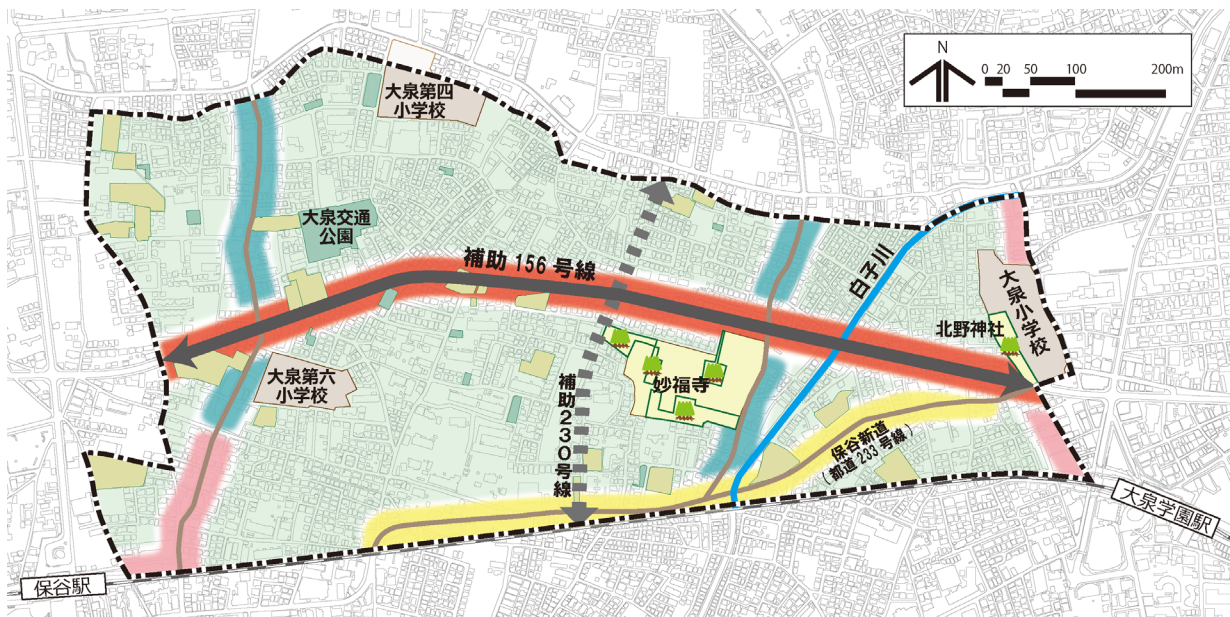 N
0 20 50 100 200m
大泉第四
小学校
大泉交通
公園
補助 156 号線
白子川
大泉小学校
北野神社
妙福寺
大泉第六
小学校
補助230号線
保谷新道
(都道 233 号線)
大泉学園駅
保谷駅